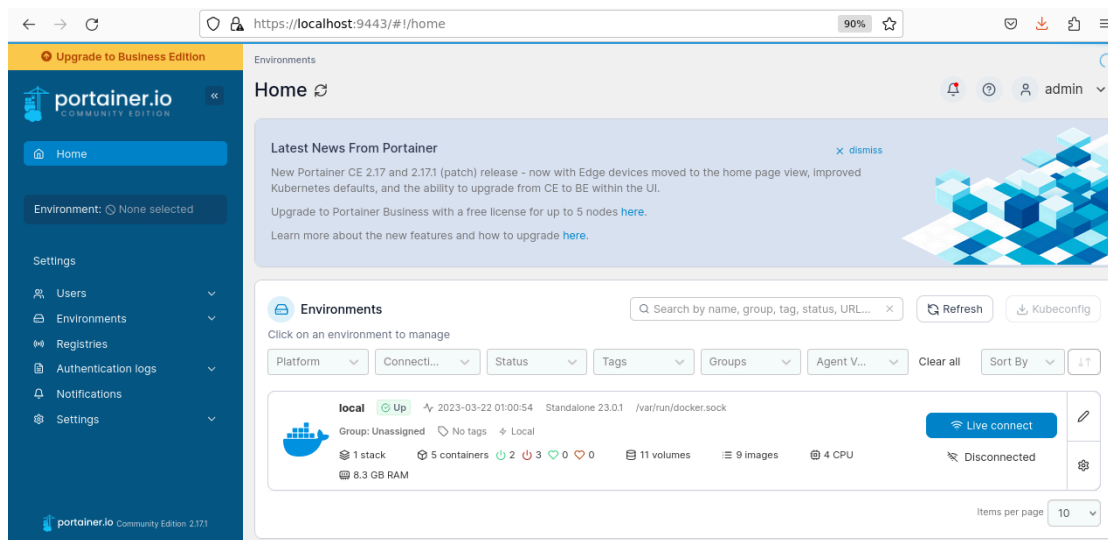 https://localhost:9443/#!/home
90%
Upgrade to Business Edition
portainer.io
COMMUNITY EDITION
Home
Environment: None selected
Settings
Users
Environments
Registries
Authentication logs
Notifications
Settings
portainer.io Community Edition 2.17.1
Environments
Home
admin
Latest News From Portainer
dismiss
New Portainer CE 2.17 and 2.17.1 (patch) release - now with Edge devices moved to the home page view, improved
Kubernetes defaults, and the ability to upgrade from CE to BE within the UI.
Upgrade to Portainer Business with a free license for up to 5 nodes here.
Learn more about the new features and how to upgrade here.
Environments
Search by name, group, tag, status, URL...
Refresh
Kubeconfig
Click on an environment to manage
Platform Connecti... Status Tags Groups Agent V... Clear all Sort By
local Up 2023-03-22 01:00:54 Standalone 23.0.1 /var/run/docker.sock
Group: Unassigned No tags Local
1 stack 5 containers 2 3 0 0 11 volumes 9 images 4 CPU
8.3 GB RAM
Live connect
Disconnected
Items per page 10